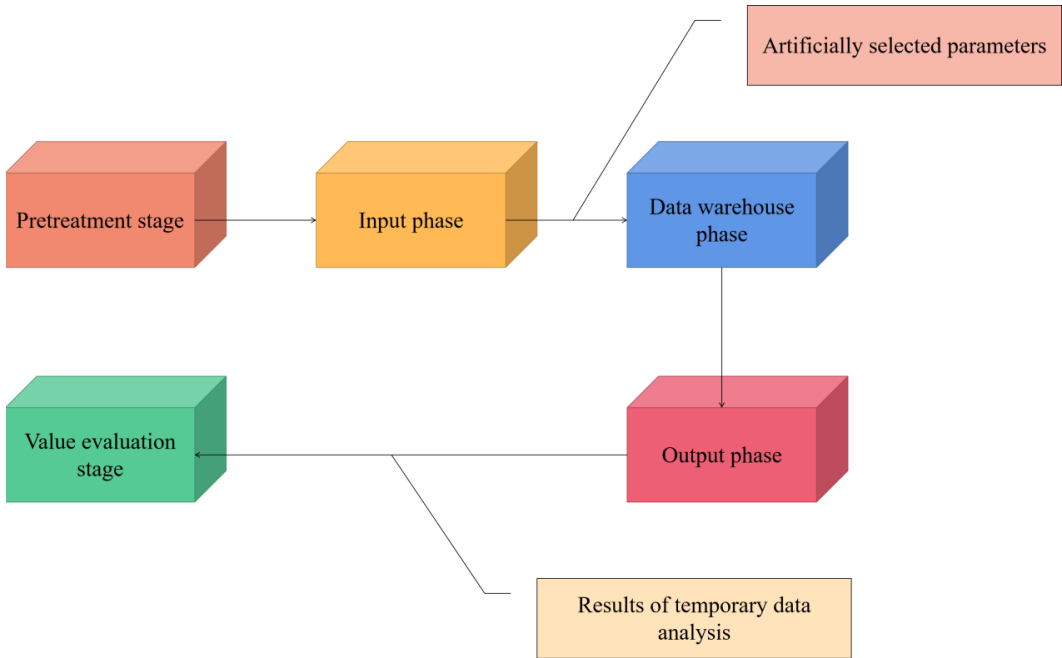 Artificially selected parameters
Pretreatment stage
Input phase
Data warehouse
phase
Value evaluation
stage
Output phase
Results of temporary data
analysis